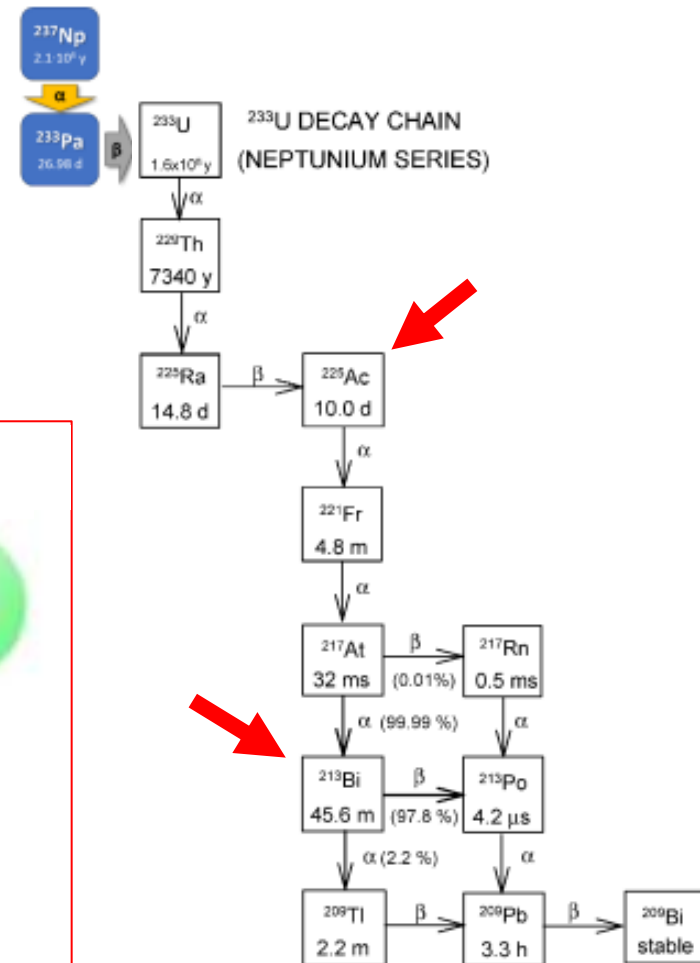 ²³⁷Np
2.1·10⁶ y
α
²³³Pa
26.98 d
β
²³³U
1.6x10⁵ y
²³³U DECAY CHAIN
(NEPTUNIUM SERIES)
α
²²⁹Th
7340 y
α
²²⁵Ra
14.8 d
β
²²⁵Ac
10.0 d
α
²²¹Fr
4.8 m
α
²¹⁷At
32 ms
β
(0.01%)
²¹⁷Rn
0.5 ms
α (99.99 %)
α
²¹³Bi
45.6 m
β
(97.8 %)
²¹³Po
4.2 µs
α (2.2 %)
α
²⁰⁹Tl
2.2 m
β
²⁰⁹Pb
3.3 h
β
²⁰⁹Bi
stable